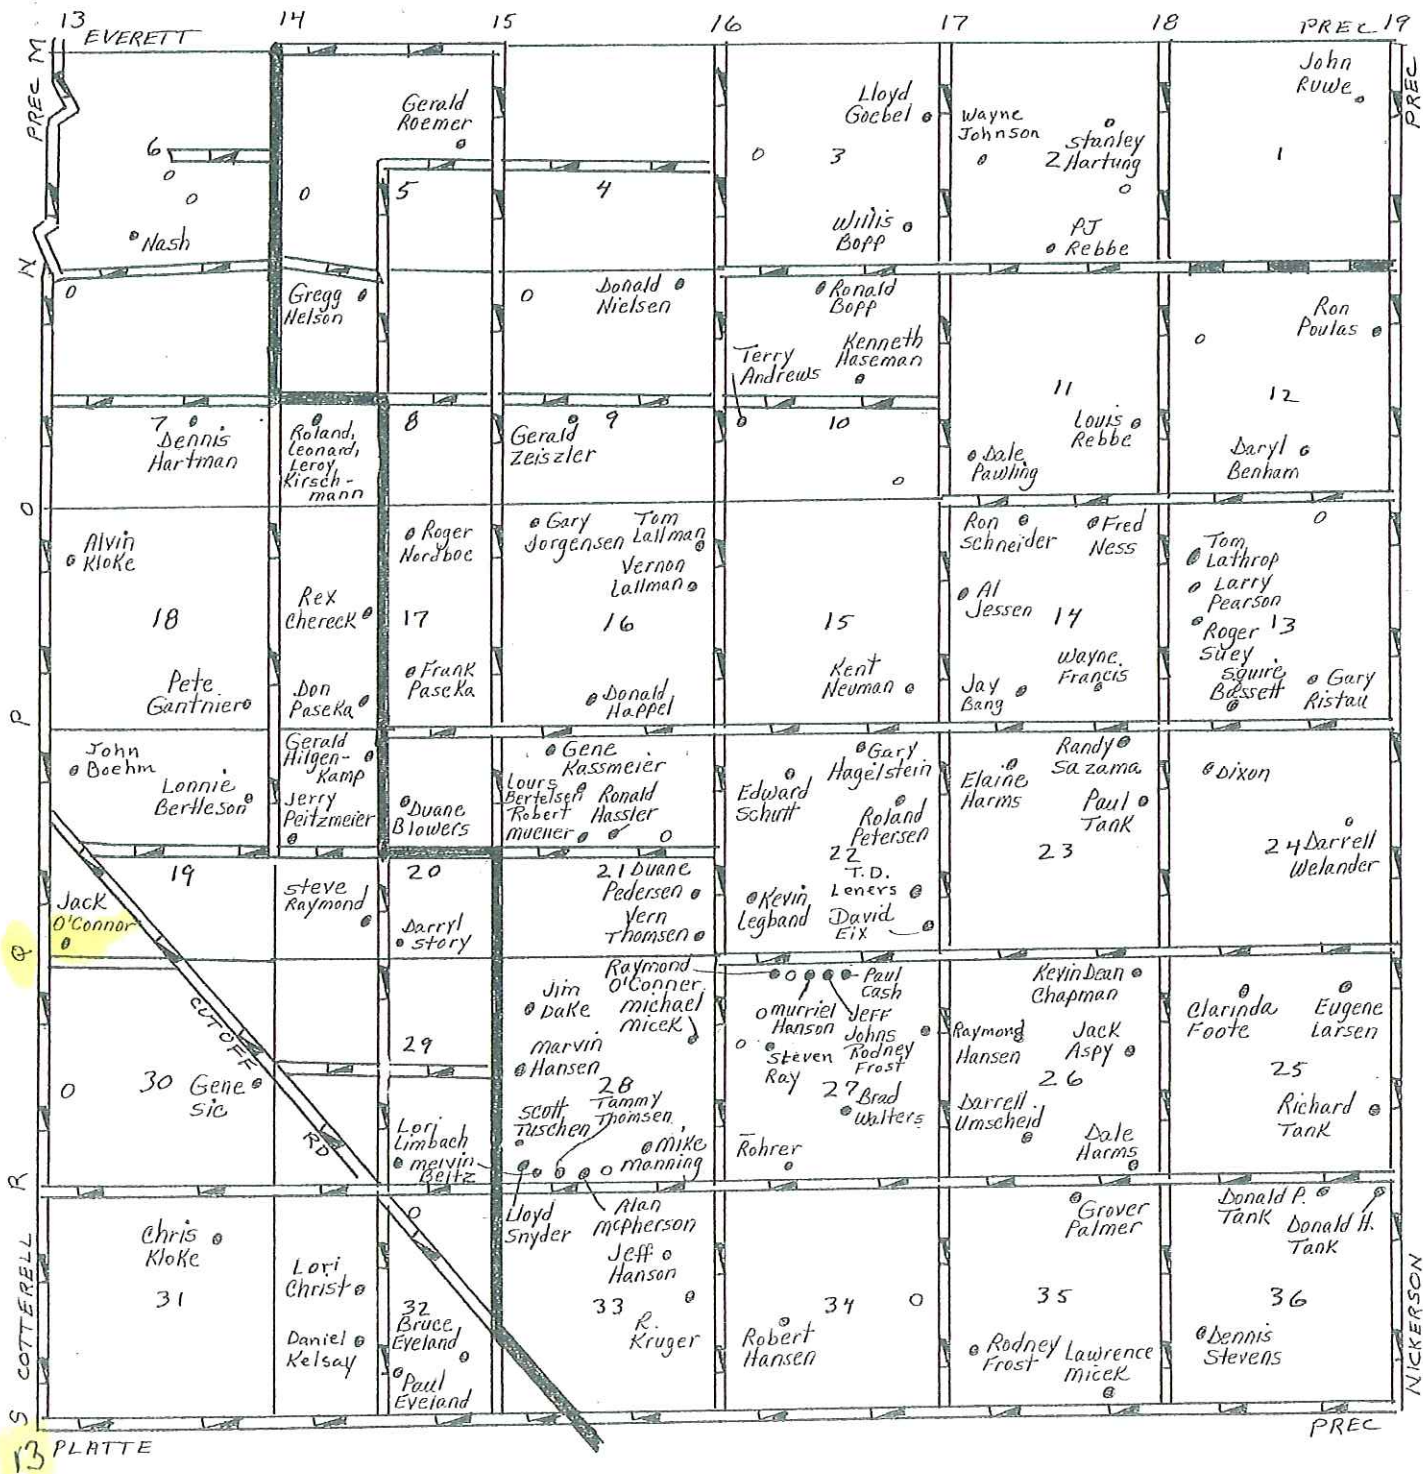 13 14 15 16 17 18 19
EVERETT PREC
PREC M
PREC
John
Ruwe
Gerald
Roemer
Lloyd
Goebel
Wayne
Johnson
Stanley
Hartung
6
5
4
3
2
1
Nash
Willis
Bopp
PJ
Rebbe
N
Gregg
Nelson
Donald
Nielsen
Ronald
Bopp
Ron
Poulas
Terry
Andrews
Kenneth
Haseman
7
8
9
10
11
12
Dennis
Hartman
Roland,
Leonard,
Leroy
Kirsch-
mann
Gerald
Zeiszler
Louis
Rebbe
Dale
Pawling
Daryl
Benham
O
Alvin
Kloke
Roger
Nordboe
Gary
Jorgensen
Tom
Lallman
Vernon
Lallman
Ron
Schneider
Fred
Ness
Tom
Lathrop
Larry
Pearson
Rex
Chereck
Al
Jessen
18
17
16
15
14
13
Roger
Suey
Squire
Bassett
Gary
Ristau
Pete
Gantnier
Don
Paseka
Frank
Paseka
Donald
Happel
Kent
Neuman
Jay
Bang
Wayne
Francis
P
John
Boehm
Lonnie
Bertleson
Gerald
Hilgen-
Kamp
Jerry
Peitzmeier
Duane
Blowers
Gene
Kassmeier
Lours
Bertelsen
Robert
Mueller
Ronald
Hassler
Edward
Schutt
Gary
Hagelstein
Roland
Petersen
Elaine
Harms
Randy
Sazama
Paul
Tank
Dixon
19
20
21
22
23
24
Darrell
Welander
Jack
O'Connor
Steve
Raymond
Darryl
Story
Duane
Pedersen
Vern
Thomsen
Kevin
Legband
T.D.
Leners
David
Eix
Q
CUTOFF
RD
Jim
Dake
Raymond
O'Conner
Michael
Micek
Marvin
Hansen
Murriel
Hanson
Jeff
Johns
Paul
Cash
Steven
Ray
Rodney
Frost
Kevin Dean
Chapman
Raymond
Hansen
Jack
Aspy
Clarinda
Foote
Eugene
Larsen
30
29
28
27
26
25
Gene
Sic
Lori
Limbach
Melvin
Beltz
Scott
Tuschen
Tammy
Thomsen
Mike
Manning
Rohrer
Brad
Walters
Darrell
Umscheid
Dale
Harms
Richard
Tank
R
Chris
Kloke
Lori
Christ
Daniel
Kelsay
Lloyd
Snyder
Alan
McPherson
Jeff
Hanson
R.
Kruger
Grover
Palmer
Donald P.
Tank
Donald H.
Tank
31
32
33
34
35
36
Bruce
Eveland
Paul
Eveland
Robert
Hansen
Rodney
Frost
Lawrence
Micek
Dennis
Stevens
COTTERELL
NICKERSON
S
13
PLATTE
PREC